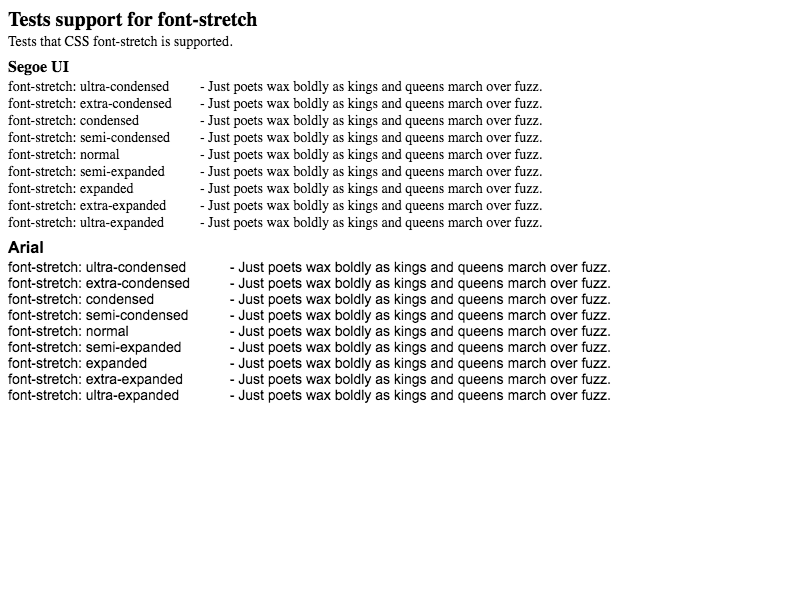 Tests support for font-stretch
Tests that CSS font-stretch is supported.
Segoe UI
font-stretch: ultra-condensed - Just poets wax boldly as kings and queens march over fuzz.
font-stretch: extra-condensed - Just poets wax boldly as kings and queens march over fuzz.
font-stretch: condensed - Just poets wax boldly as kings and queens march over fuzz.
font-stretch: semi-condensed - Just poets wax boldly as kings and queens march over fuzz.
font-stretch: normal - Just poets wax boldly as kings and queens march over fuzz.
font-stretch: semi-expanded - Just poets wax boldly as kings and queens march over fuzz.
font-stretch: expanded - Just poets wax boldly as kings and queens march over fuzz.
font-stretch: extra-expanded - Just poets wax boldly as kings and queens march over fuzz.
font-stretch: ultra-expanded - Just poets wax boldly as kings and queens march over fuzz.
Arial
font-stretch: ultra-condensed - Just poets wax boldly as kings and queens march over fuzz.
font-stretch: extra-condensed - Just poets wax boldly as kings and queens march over fuzz.
font-stretch: condensed - Just poets wax boldly as kings and queens march over fuzz.
font-stretch: semi-condensed - Just poets wax boldly as kings and queens march over fuzz.
font-stretch: normal - Just poets wax boldly as kings and queens march over fuzz.
font-stretch: semi-expanded - Just poets wax boldly as kings and queens march over fuzz.
font-stretch: expanded - Just poets wax boldly as kings and queens march over fuzz.
font-stretch: extra-expanded - Just poets wax boldly as kings and queens march over fuzz.
font-stretch: ultra-expanded - Just poets wax boldly as kings and queens march over fuzz.